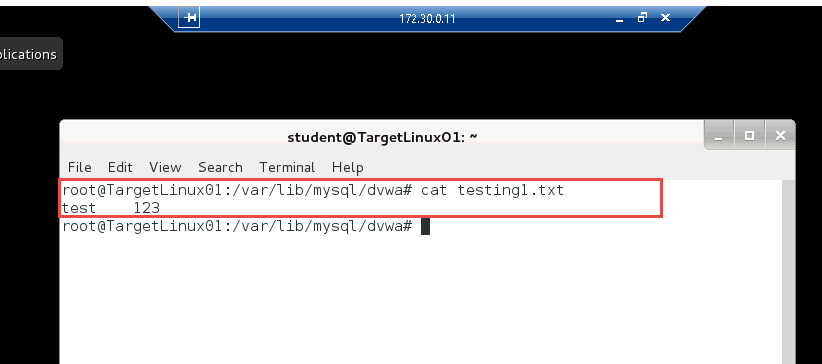 172.30.0.11
plications
student@TargetLinux01: ~
File Edit View Search Terminal Help
root@TargetLinux01:/var/lib/mysql/dvwa# cat testing1.txt
test    123
root@TargetLinux01:/var/lib/mysql/dvwa#